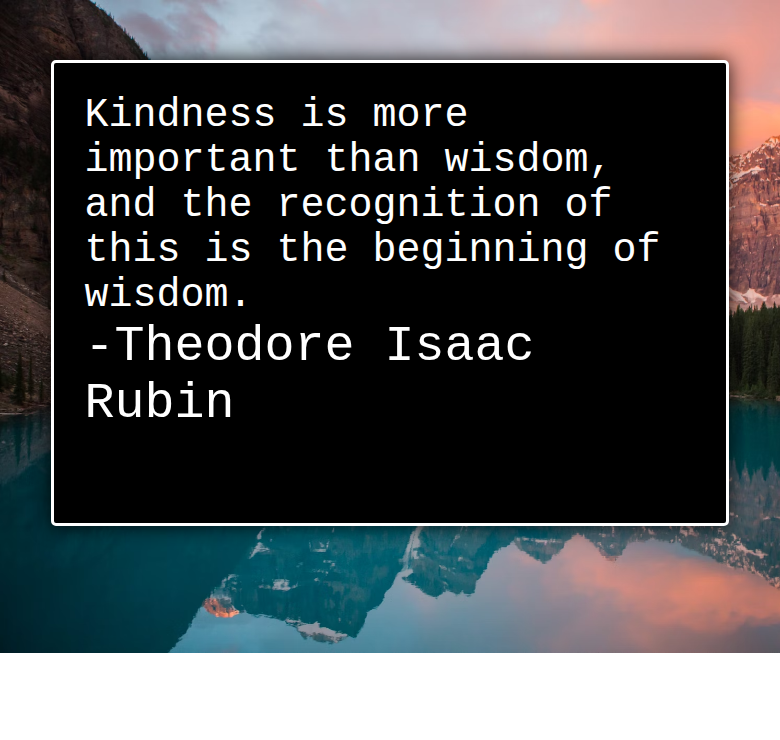 Kindness is more
important than wisdom,
and the recognition of
this is the beginning of
wisdom.
-Theodore Isaac
Rubin